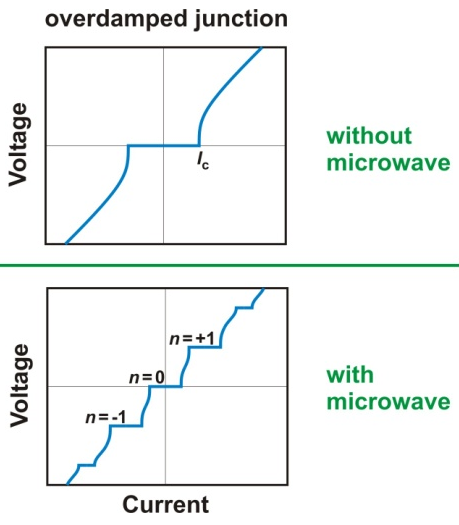 overdamped junction
Voltage
Ic
without
microwave
Voltage
n=+1
n=0
n=-1
with
microwave
Current